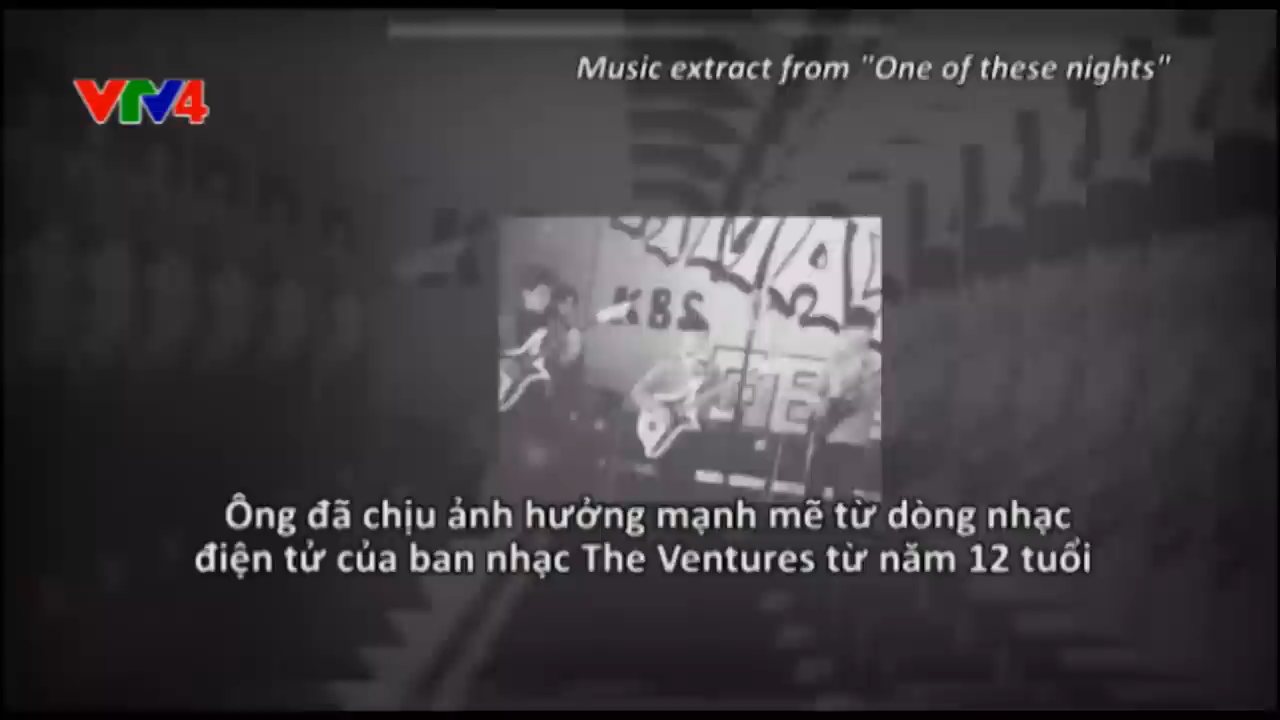 Music extract from "One of these nights"
VTV4
KBS
Ông đã chịu ảnh hưởng mạnh mẽ từ dòng nhạc
điện tử của ban nhạc The Ventures từ năm 12 tuổi